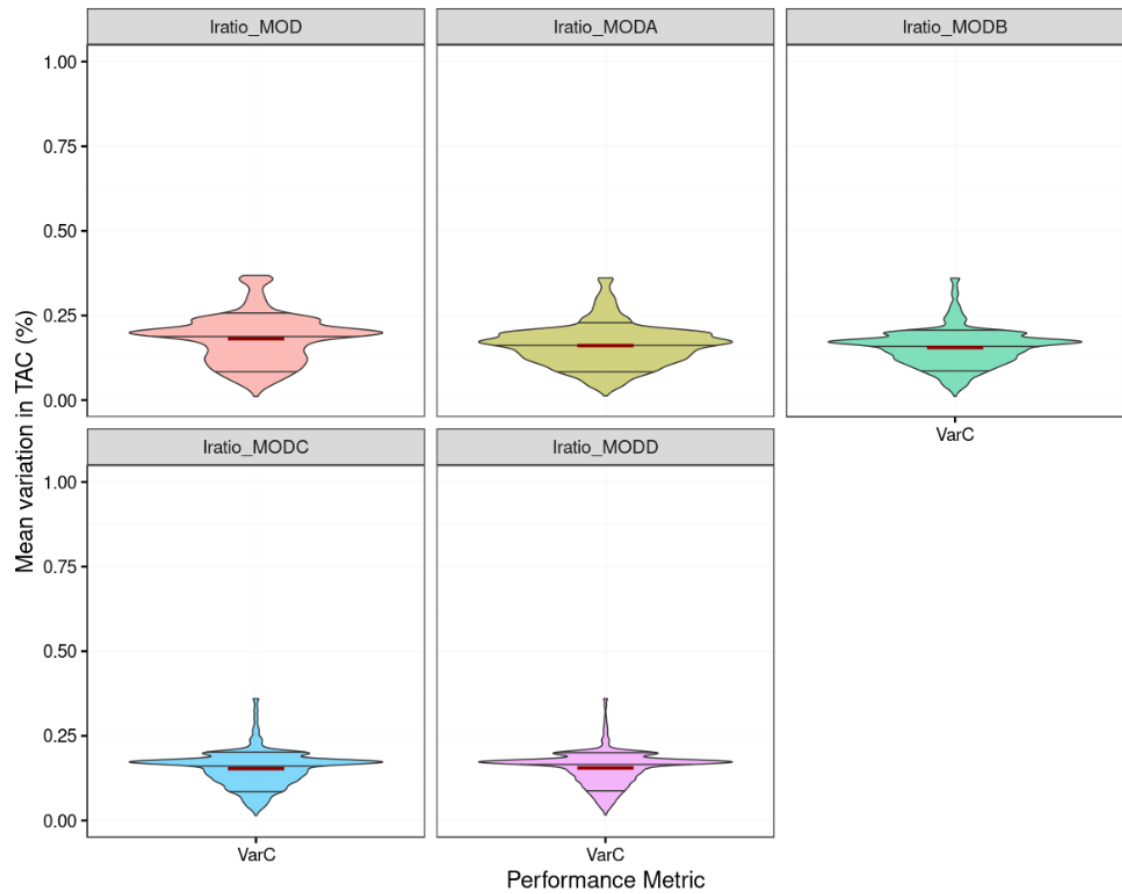 Iratio_MOD
Iratio_MODA
Iratio_MODB
1.00
0.75
0.50
0.25
0.00
VarC
Iratio_MODC
Iratio_MODD
1.00
0.75
0.50
0.25
0.00
VarC
VarC
Mean variation in TAC (%)
Performance Metric